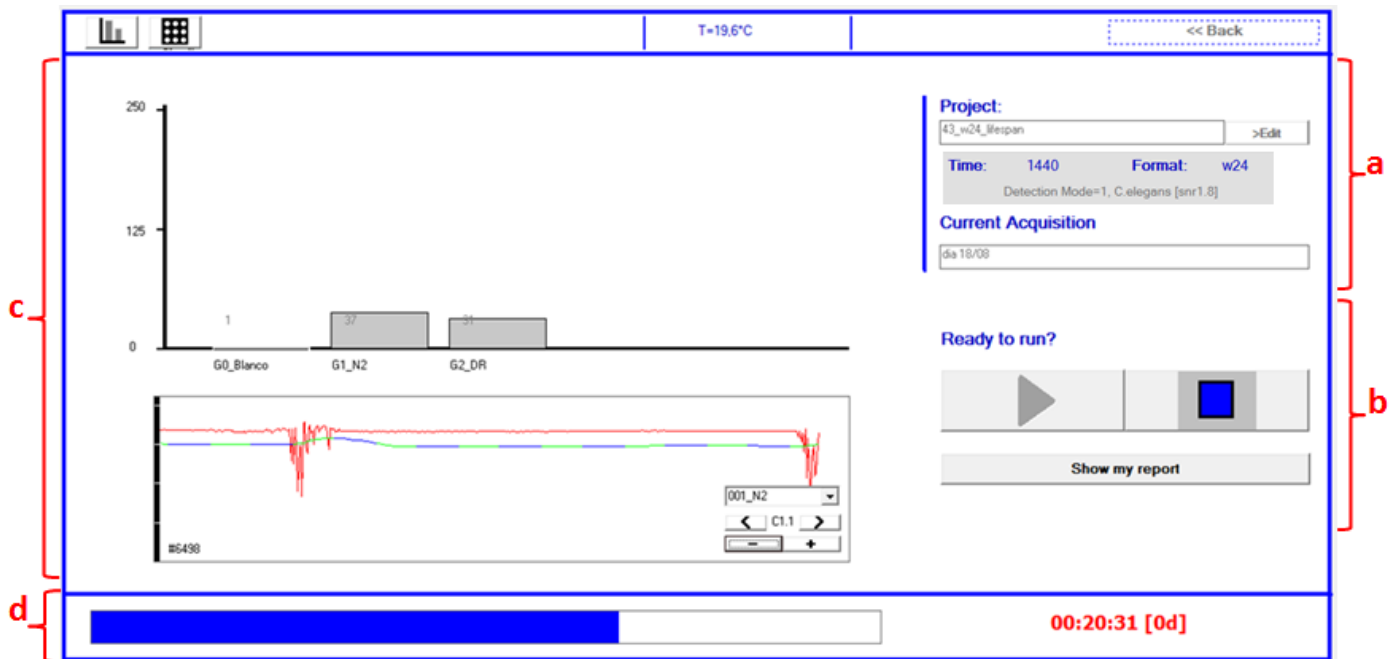 T=19,6°C
<< Back
a
b
c
d
Project:
43_w24_lifespan
>Edit
Time: 1440 Format: w24
Detection Mode=1, C.elegans [snr1.8]
Current Acquisition
dia 18/08
250
125
0
1
37
31
G0_Blanco
G1_N2
G2_DR
Ready to run?
Show my report
001_N2
< C1.1 >
- +
#6498
00:20:31 [0d]